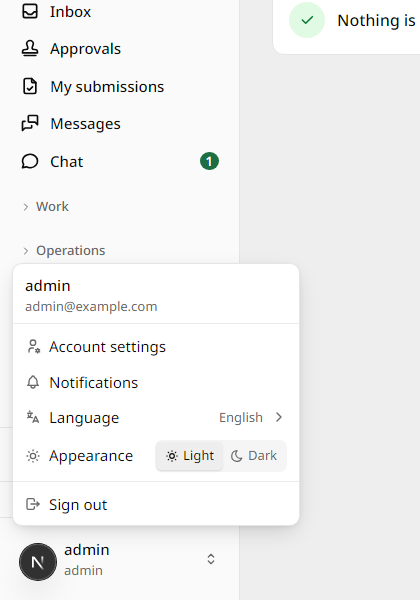 Inbox
Nothing is
Approvals
My submissions
Messages
Chat 1
Work
Operations
admin
admin@example.com
Account settings
Notifications
Language English
Appearance Light Dark
Sign out
N
admin
admin